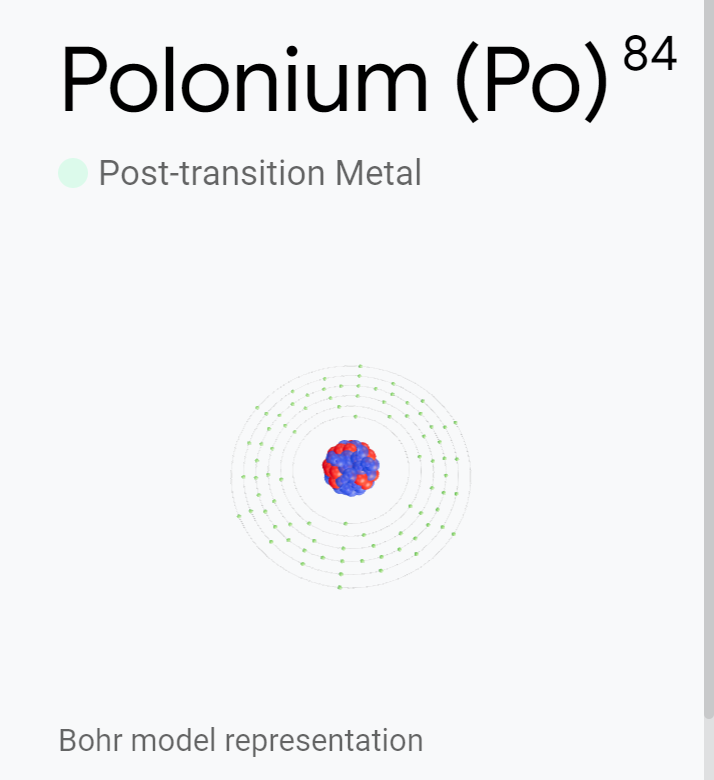 Polonium (Po) 84
Post-transition Metal
Bohr model representation